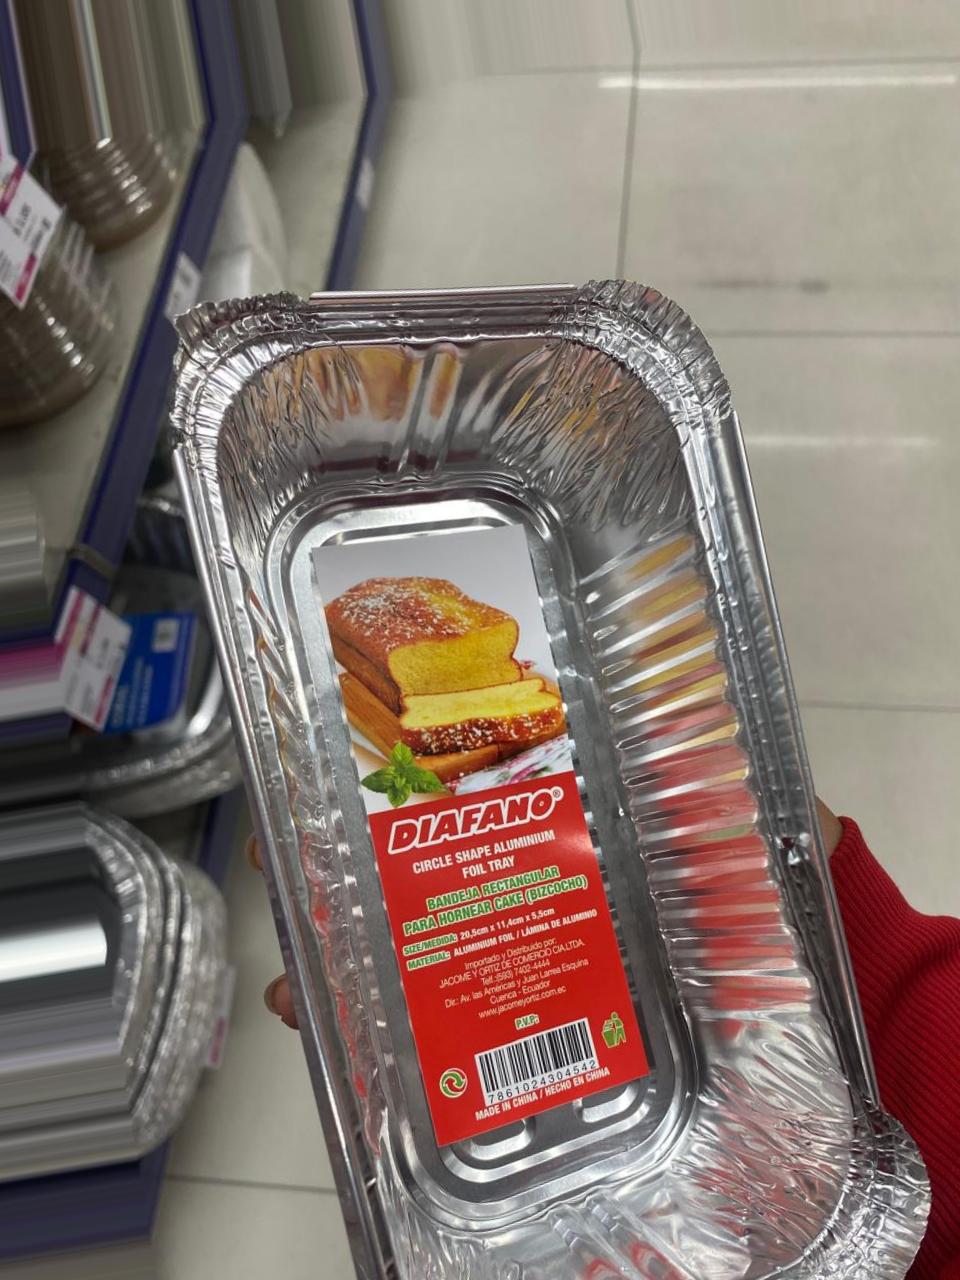 DIAFANO®
CIRCLE SHAPE ALUMINIUM
FOIL TRAY
BANDEJA RECTANGULAR
PARA HORNEAR CAKE (BIZCOCHO)
SIZE/MEDIDA: 20,5cm x 11,4cm x 5,5cm
MATERIAL: ALUMINIUM FOIL / LÁMINA DE ALUMINIO
Importado y Distribuido por:
JACOME Y ORTIZ DE COMERCIO CIA.LTDA.
Telf.:(593) 7402-4444
Dir.: Av. las Américas y Juan Larrea Esquina
Cuenca - Ecuador
www.jacomeyortiz.com.ec
P.V.P:
7861024304542
MADE IN CHINA / HECHO EN CHINA